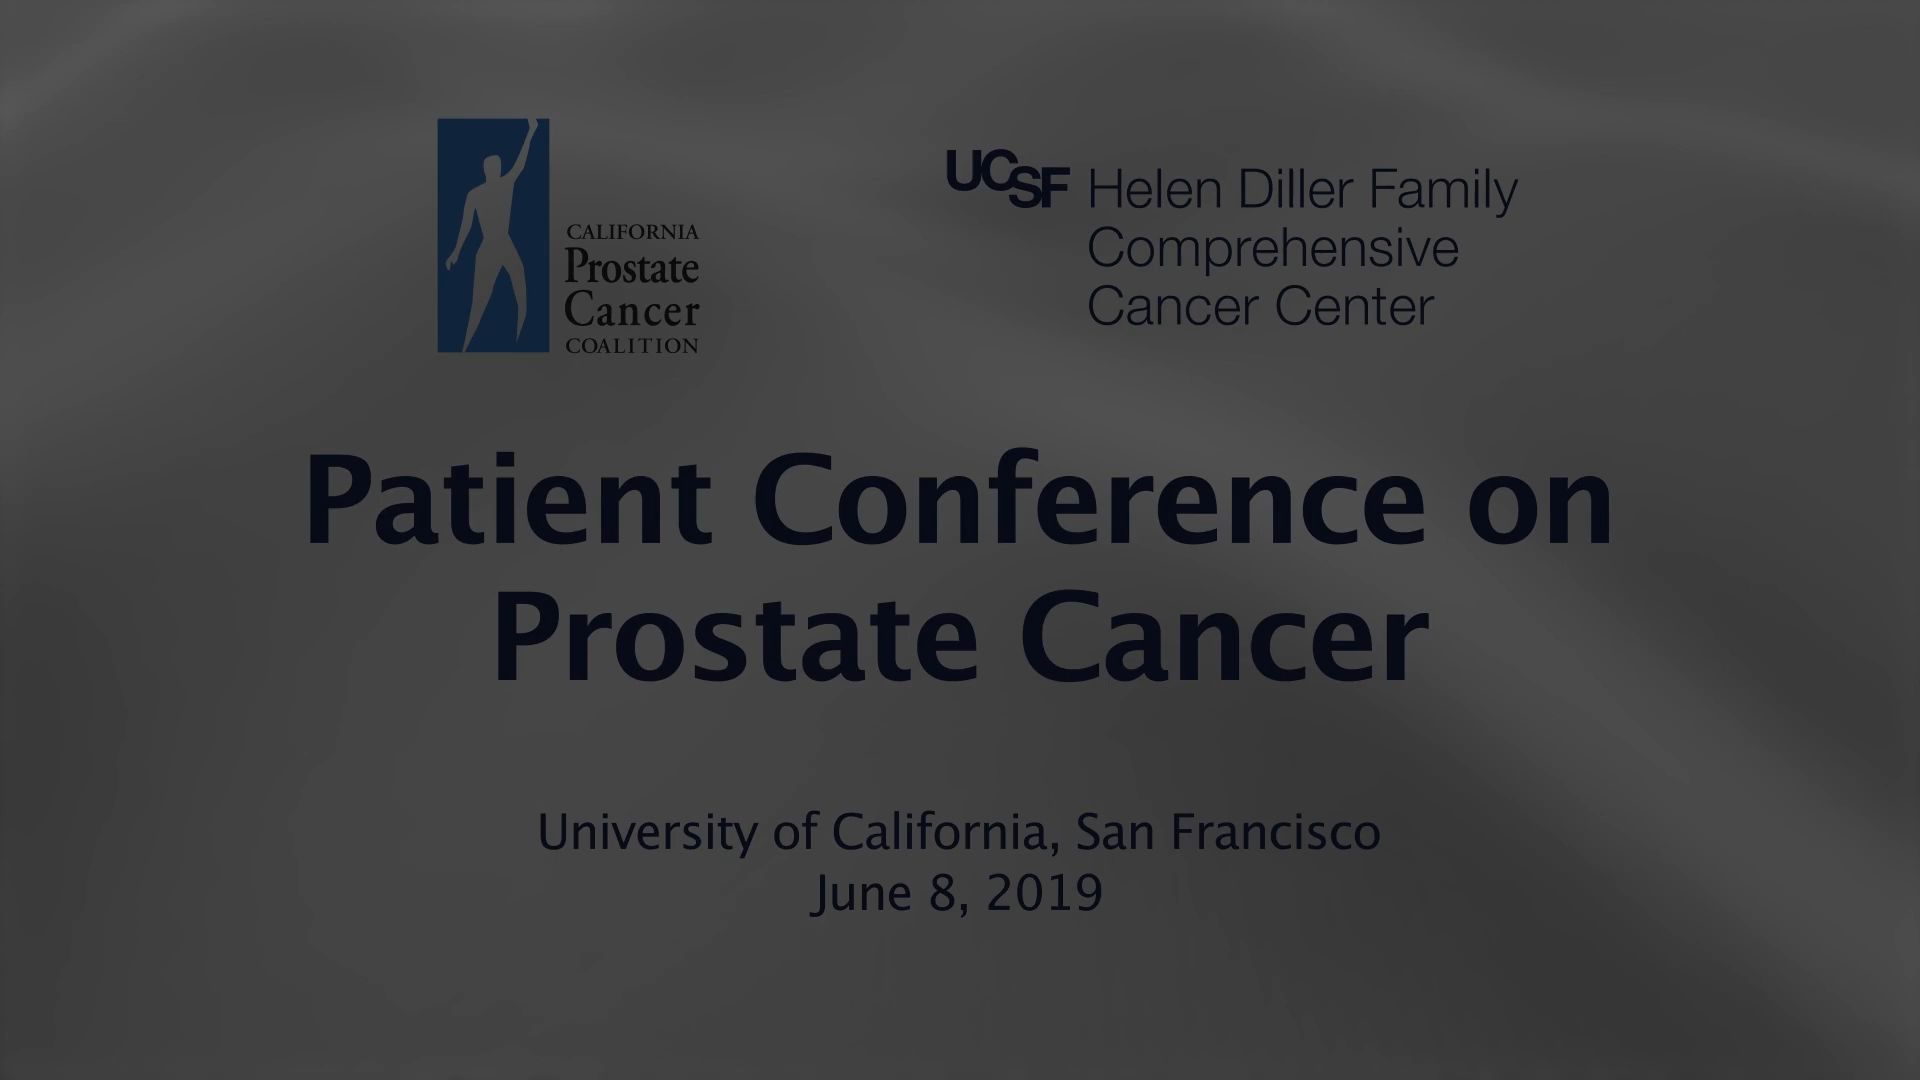 CALIFORNIA
Prostate
Cancer
COALITION
UCSF Helen Diller Family
Comprehensive
Cancer Center
Patient Conference on
Prostate Cancer
University of California, San Francisco
June 8, 2019